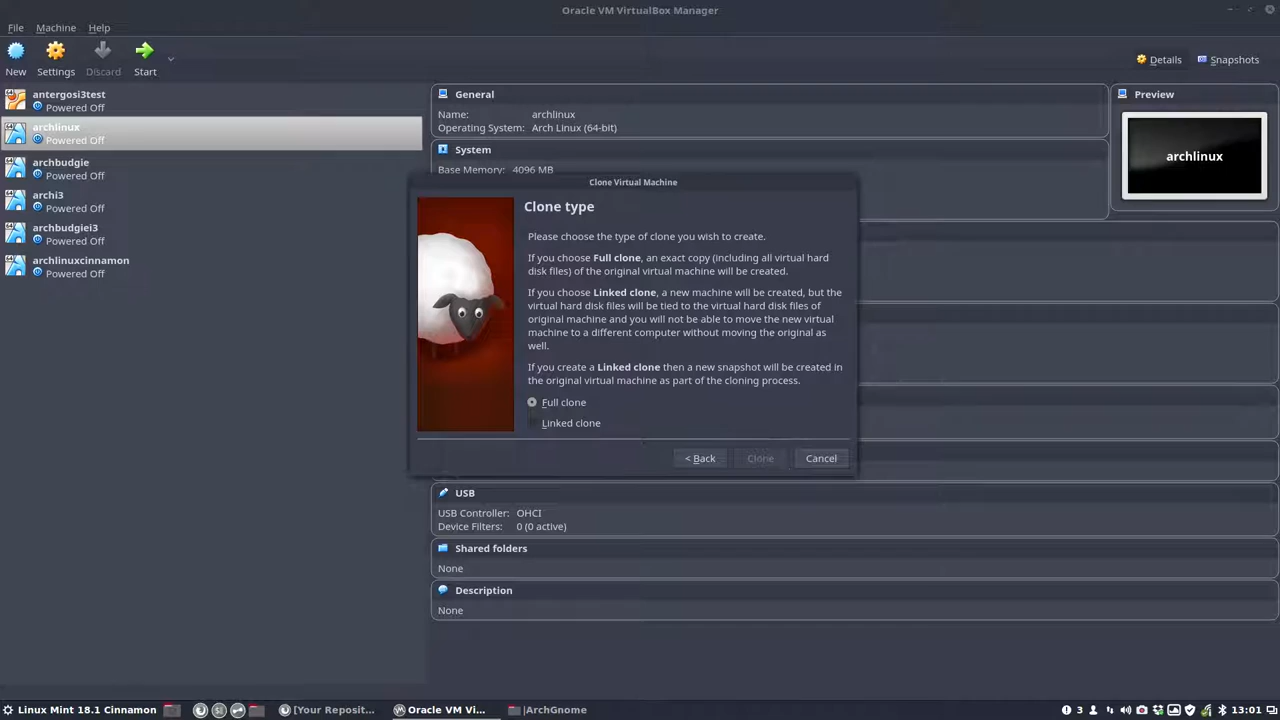 Oracle VM VirtualBox Manager
File Machine Help
New Settings Discard Start
Details Snapshots
antergosi3test
Powered Off
archlinux
Powered Off
archbudgie
Powered Off
archi3
Powered Off
archbudgiei3
Powered Off
archlinuxcinnamon
Powered Off
General
Name: archlinux
Operating System: Arch Linux (64-bit)
System
Base Memory: 4096 MB
Preview
archlinux
Clone Virtual Machine
Clone type
Please choose the type of clone you wish to create.
If you choose Full clone, an exact copy (including all virtual hard
disk files) of the original virtual machine will be created.
If you choose Linked clone, a new machine will be created, but the
virtual hard disk files will be tied to the virtual hard disk files of
original machine and you will not be able to move the new virtual
machine to a different computer without moving the original as
well.
If you create a Linked clone then a new snapshot will be created in
the original virtual machine as part of the cloning process.
Full clone
Linked clone
< Back Clone Cancel
USB
USB Controller: OHCI
Device Filters: 0 (0 active)
Shared folders
None
Description
None
Linux Mint 18.1 Cinnamon [Your Reposit... Oracle VM Vi... |ArchGnome 3 13:01